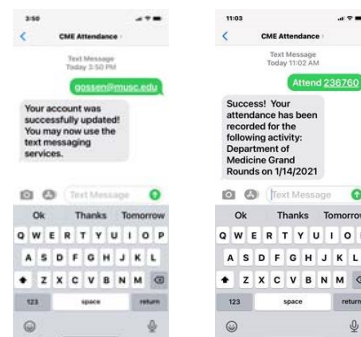 3:50
CME Attendance
Text Message
Today 3:50 PM
gossen@musc.edu
Your account was
successfully updated!
You may now use the
text messaging
services.
Text Message
Ok Thanks Tomorrow
Q W E R T Y U I O P
A S D F G H J K L
Z X C V B N M
123 space return
11:03
CME Attendance
Text Message
Today 11:02 AM
Attend 236760
Success! Your
attendance has been
recorded for the
following activity:
Department of
Medicine Grand
Rounds on 1/14/2021
Text Message
Ok Thanks Tomorrow
Q W E R T Y U I O
A S D F G H J K L
Z X C V B N M
123 space return